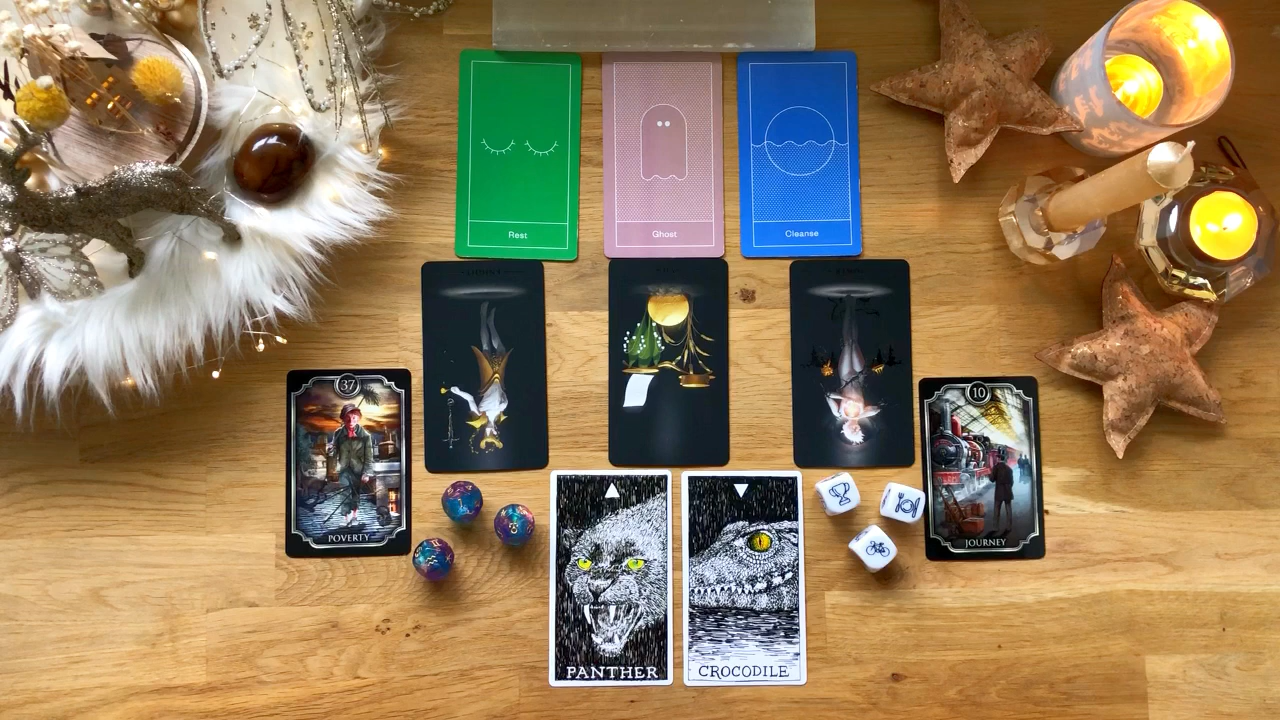 Rest
Ghost
Cleanse
37
POVERTY
10
JOURNEY
PANTHER
CROCODILE